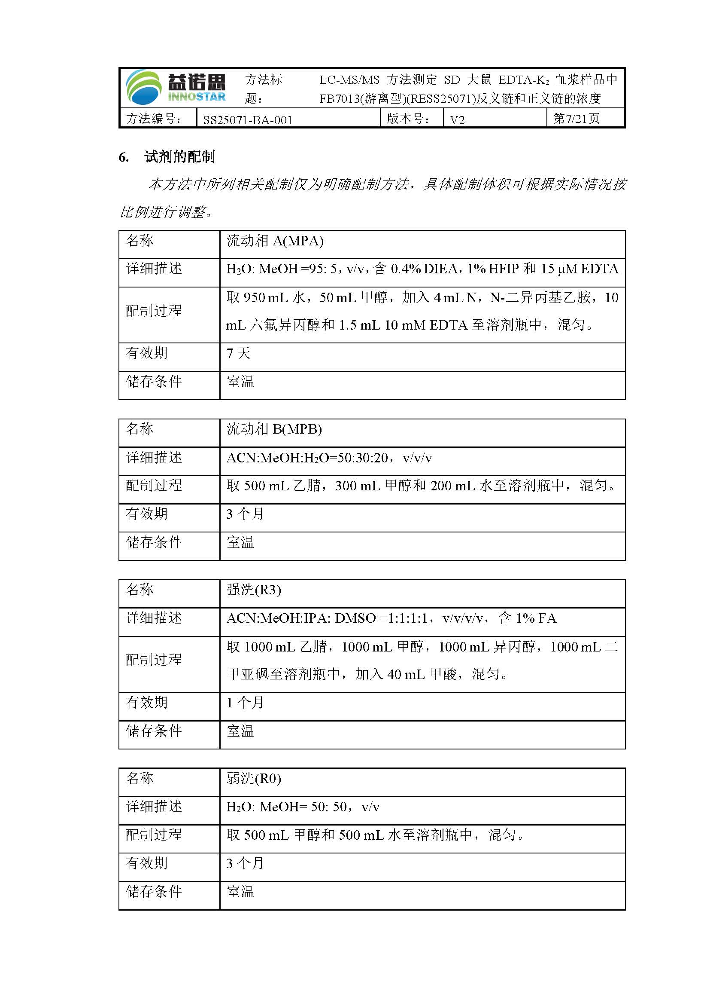 益诺思
INNOSTAR
方法标题：
LC-MS/MS 方法测定 SD 大鼠 EDTA-K₂ 血浆样品中
FB7013(游离型)(RESS25071)反义链和正义链的浓度
方法编号： SS25071-BA-001 版本号： V2 第7/21页
6. 试剂的配制
本方法中所列相关配制仅为明确配制方法，具体配制体积可根据实际情况按
比例进行调整。
名称 流动相 A(MPA)
详细描述 H₂O: MeOH =95: 5，v/v，含 0.4% DIEA，1% HFIP 和 15 μM EDTA
配制过程 取 950 mL 水，50 mL 甲醇，加入 4 mL N，N-二异丙基乙胺，10
mL 六氟异丙醇和 1.5 mL 10 mM EDTA 至溶剂瓶中，混匀。
有效期 7 天
储存条件 室温
名称 流动相 B(MPB)
详细描述 ACN:MeOH:H₂O=50:30:20，v/v/v
配制过程 取 500 mL 乙腈，300 mL 甲醇和 200 mL 水至溶剂瓶中，混匀。
有效期 3 个月
储存条件 室温
名称 强洗(R3)
详细描述 ACN:MeOH:IPA: DMSO =1:1:1:1，v/v/v/v，含 1% FA
配制过程 取 1000 mL 乙腈，1000 mL 甲醇，1000 mL 异丙醇，1000 mL 二
甲亚砜至溶剂瓶中，加入 40 mL 甲酸，混匀。
有效期 1 个月
储存条件 室温
名称 弱洗(R0)
详细描述 H₂O: MeOH= 50: 50，v/v
配制过程 取 500 mL 甲醇和 500 mL 水至溶剂瓶中，混匀。
有效期 3 个月
储存条件 室温